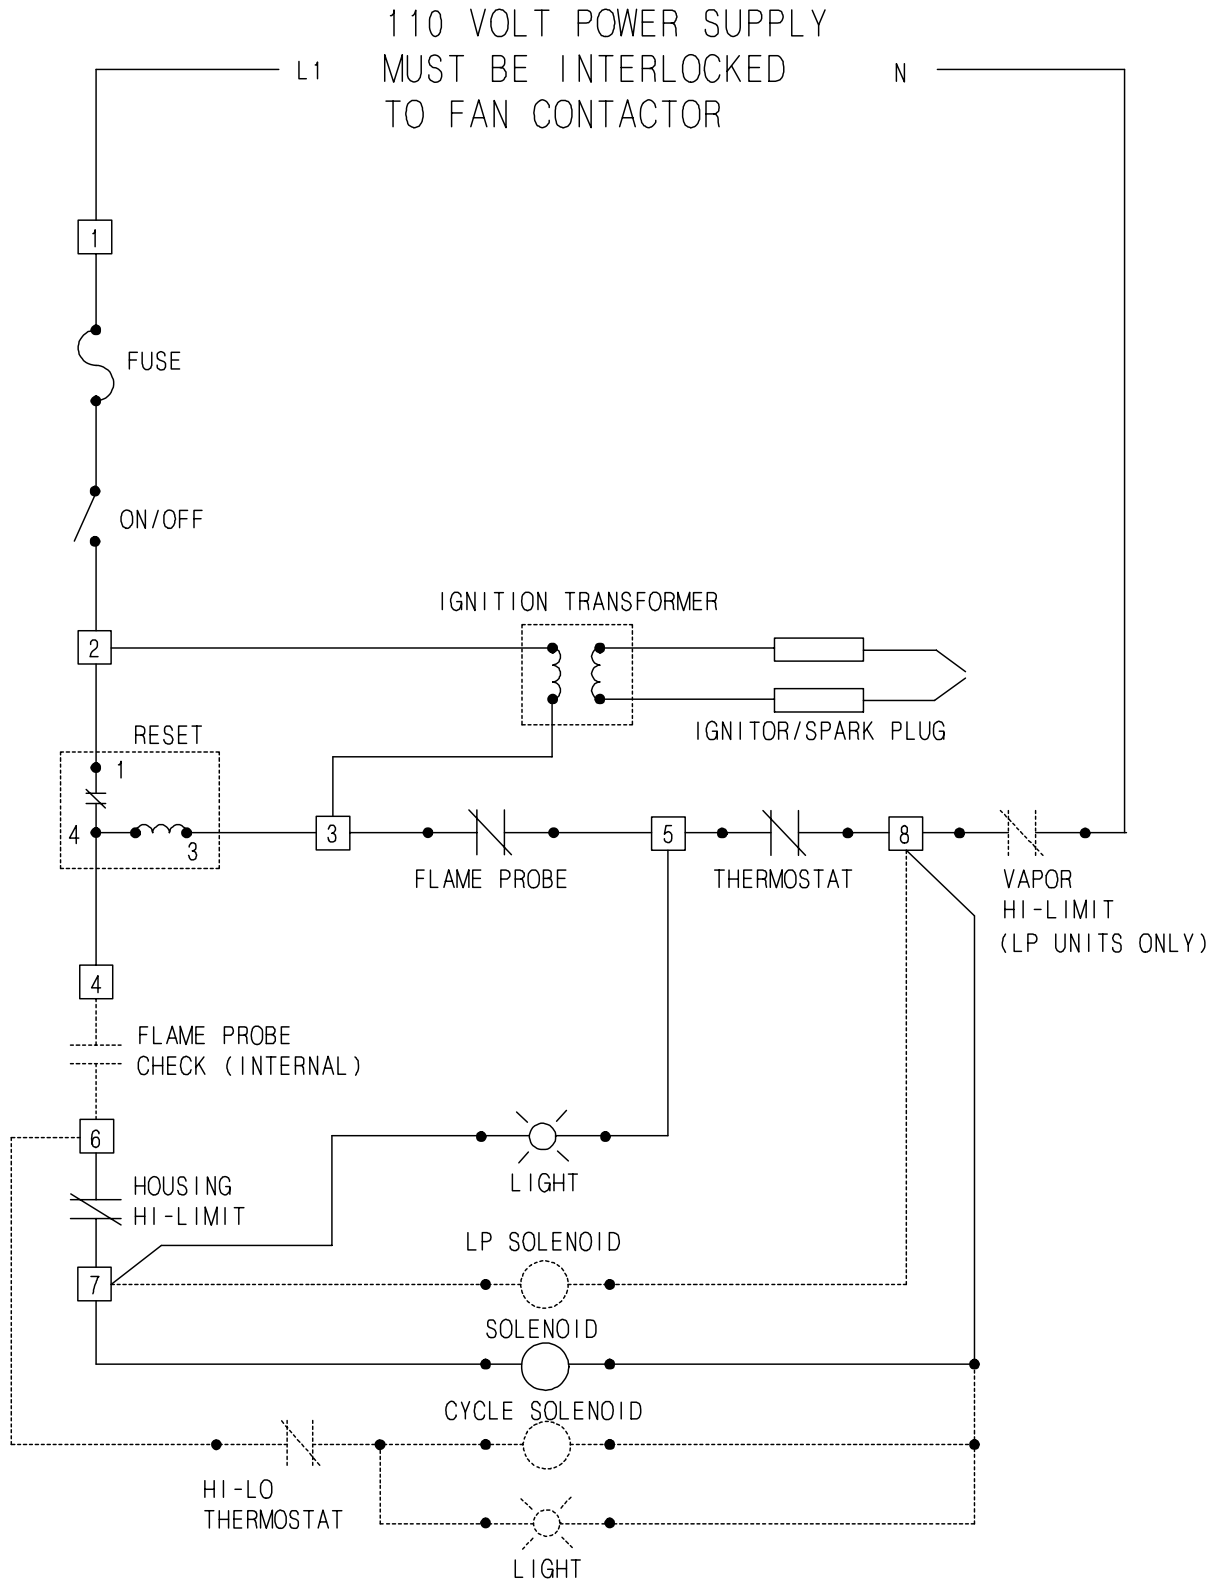 110 VOLT POWER SUPPLY
L1 MUST BE INTERLOCKED N
TO FAN CONTACTOR
1
FUSE
ON/OFF
IGNITION TRANSFORMER
2
IGNITOR/SPARK PLUG
RESET
1
4
3
3
5
8
FLAME PROBE
THERMOSTAT
VAPOR
HI-LIMIT
(LP UNITS ONLY)
4
FLAME PROBE
CHECK (INTERNAL)
6
HOUSING
HI-LIMIT
LIGHT
LP SOLENOID
7
SOLENOID
CYCLE SOLENOID
HI-LO
THERMOSTAT
LIGHT